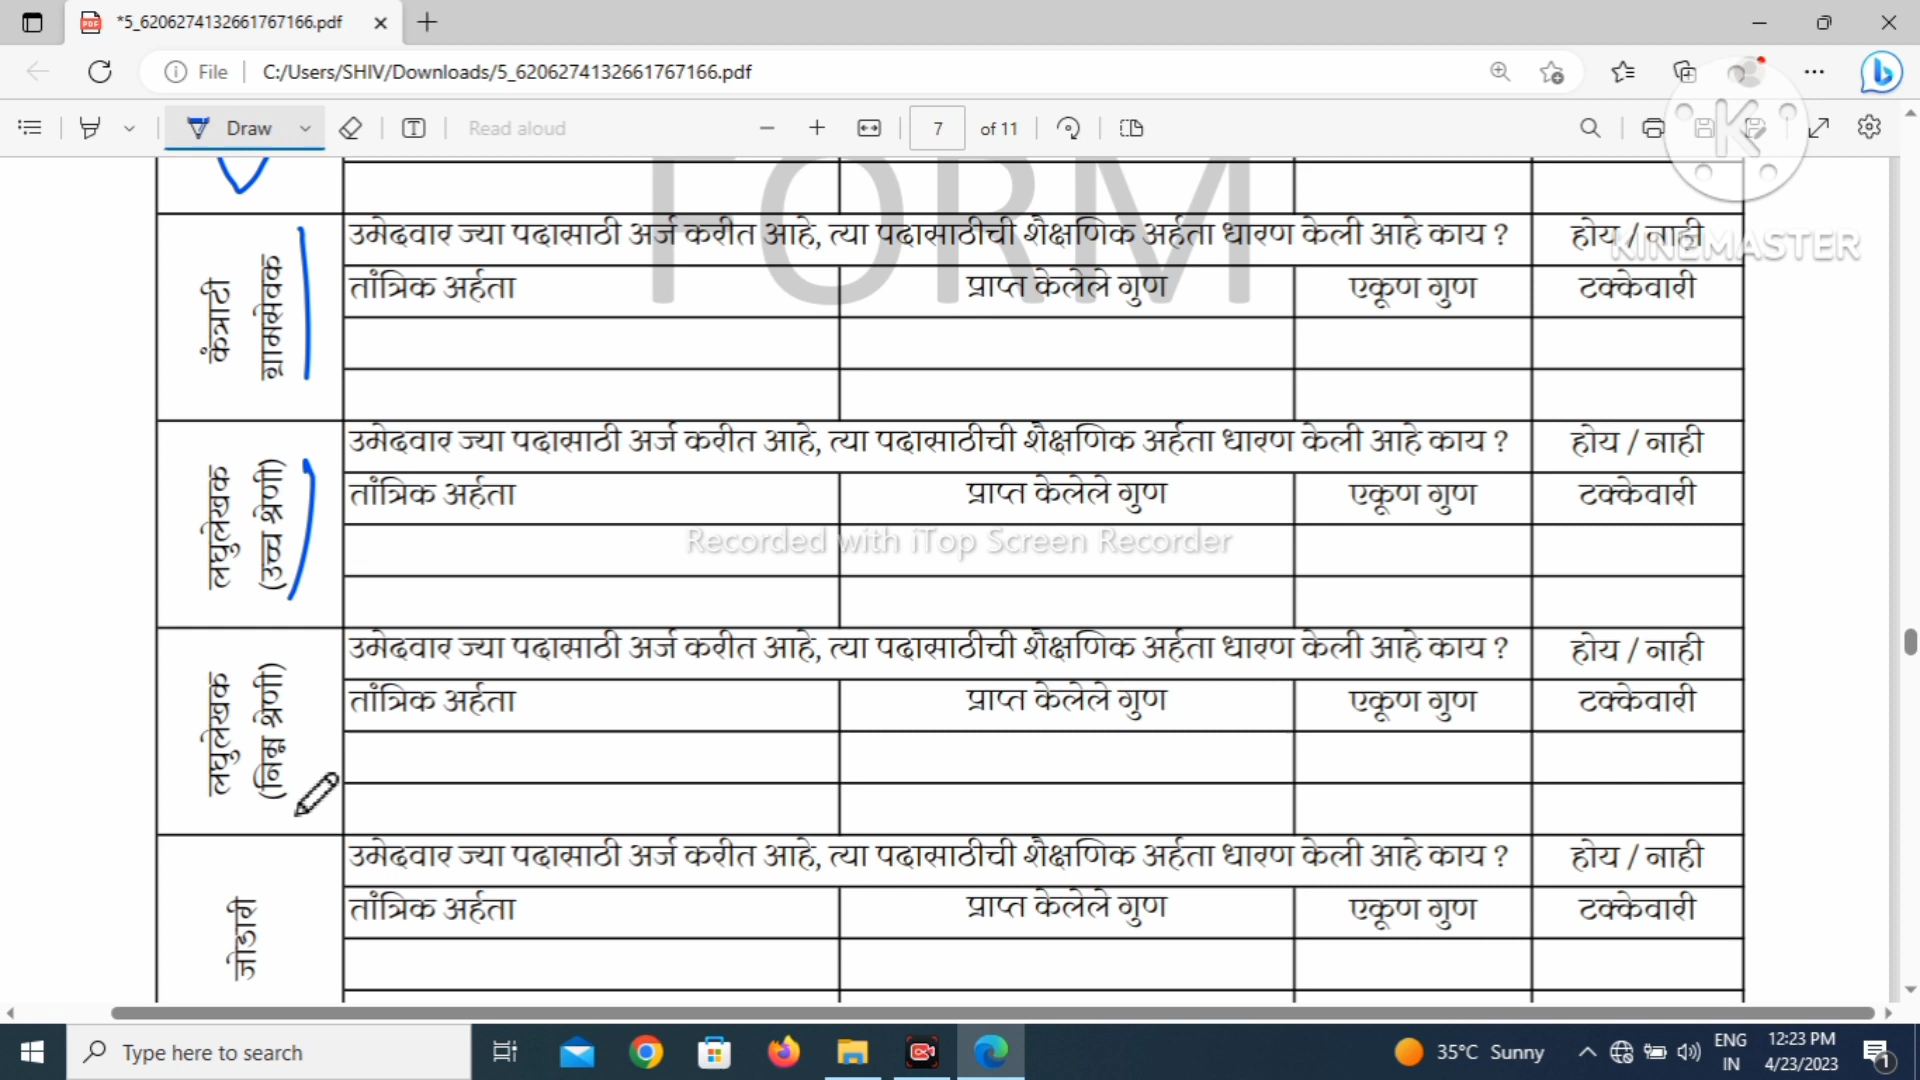 *5_6206274132661767166.pdf
File
C:/Users/SHIV/Downloads/5_6206274132661767166.pdf
Draw
Read aloud
7
of 11
FORM
KINEMASTER
कंत्राटी
ग्रामसेवक
उमेदवार ज्या पदासाठी अर्ज करीत आहे, त्या पदासाठीची शैक्षणिक अर्हता धारण केली आहे काय ?
होय / नाही
तांत्रिक अर्हता
प्राप्त केलेले गुण
एकूण गुण
टक्केवारी
लघुलेखक
(उच्च श्रेणी)
उमेदवार ज्या पदासाठी अर्ज करीत आहे, त्या पदासाठीची शैक्षणिक अर्हता धारण केली आहे काय ?
होय / नाही
तांत्रिक अर्हता
प्राप्त केलेले गुण
एकूण गुण
टक्केवारी
Recorded with iTop Screen Recorder
लघुलेखक
(निम्न श्रेणी)
उमेदवार ज्या पदासाठी अर्ज करीत आहे, त्या पदासाठीची शैक्षणिक अर्हता धारण केली आहे काय ?
होय / नाही
तांत्रिक अर्हता
प्राप्त केलेले गुण
एकूण गुण
टक्केवारी
जोडारी
उमेदवार ज्या पदासाठी अर्ज करीत आहे, त्या पदासाठीची शैक्षणिक अर्हता धारण केली आहे काय ?
होय / नाही
तांत्रिक अर्हता
प्राप्त केलेले गुण
एकूण गुण
टक्केवारी
Type here to search
35°C Sunny
ENG
IN
12:23 PM
4/23/2023
1